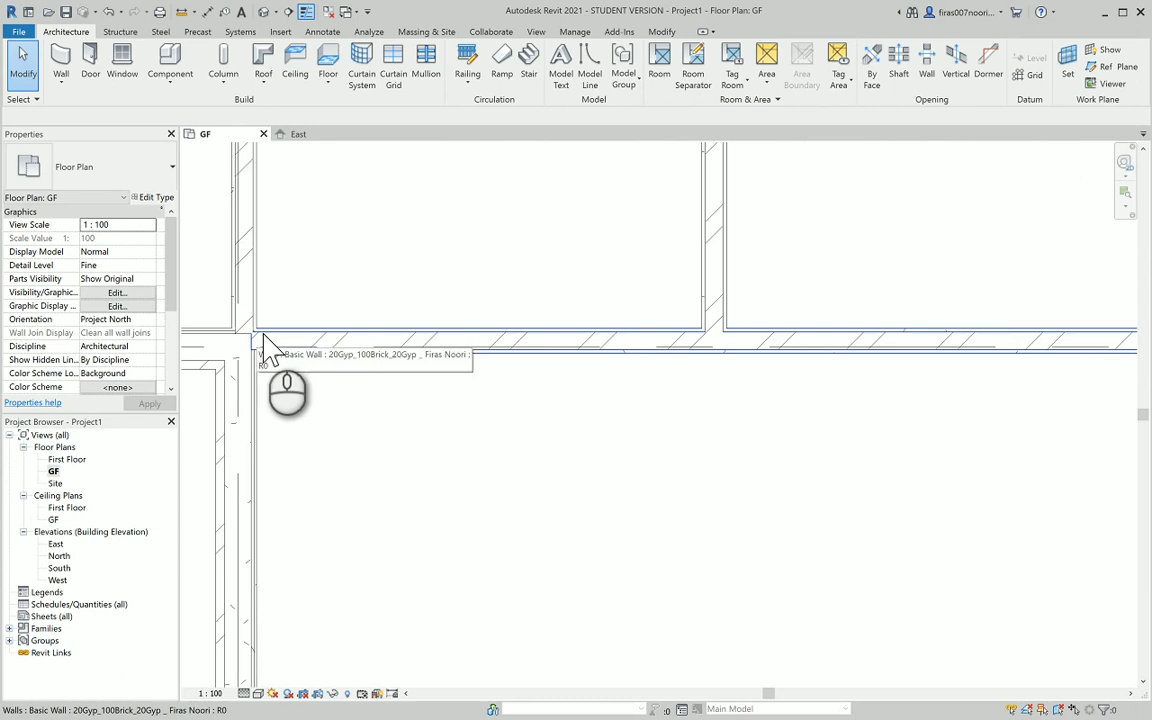 Autodesk Revit 2021 - STUDENT VERSION - Project1 - Floor Plan: GF
firas007noori...
File Architecture Structure Steel Precast Systems Insert Annotate Analyze Massing & Site Collaborate View Manage Add-Ins Modify
Modify Wall Door Window Component Column Roof Ceiling Floor Curtain System Curtain Grid Mullion Railing Ramp Stair Model Text Model Line Model Group Room Room Separator Tag Room Area Area Boundary Tag Area By Face Shaft Wall Vertical Dormer Level Grid Set Show Ref Plane Viewer
Select Build Circulation Model Room & Area Opening Datum Work Plane
Properties
GF
East
Floor Plan
Floor Plan: GF
Edit Type
Graphics
View Scale 1 : 100
Scale Value 1: 100
Display Model Normal
Detail Level Fine
Parts Visibility Show Original
Visibility/Graphic... Edit...
Graphic Display ... Edit...
Orientation Project North
Wall Join Display Clean all wall joins
Discipline Architectural
Show Hidden Lin... By Discipline
Color Scheme Lo... Background
Color Scheme <none>
Properties help
Apply
Basic Wall : 20Gyp_100Brick_20Gyp _ Firas Noori :
R0
Project Browser - Project1
Views (all)
Floor Plans
First Floor
GF
Site
Ceiling Plans
First Floor
GF
Elevations (Building Elevation)
East
North
South
West
Legends
Schedules/Quantities (all)
Sheets (all)
Families
Groups
Revit Links
1 : 100
Walls : Basic Wall : 20Gyp_100Brick_20Gyp _ Firas Noori : R0
:0
Main Model
:0